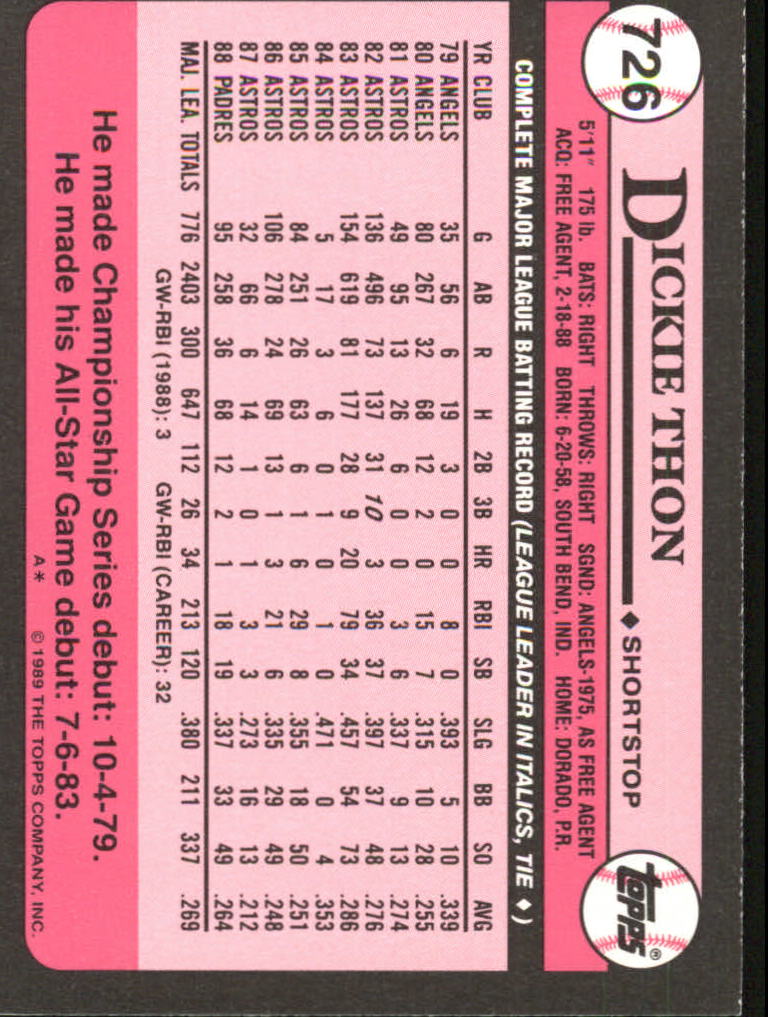 726
DICKIE THON ◆ SHORTSTOP
topps®
5'11" 175 lb. BATS: RIGHT THROWS: RIGHT SGND: ANGELS-1975, AS FREE AGENT
ACQ: FREE AGENT, 2-18-88 BORN: 6-20-58, SOUTH BEND, IND. HOME: DORADO, P.R.
COMPLETE MAJOR LEAGUE BATTING RECORD (LEAGUE LEADER IN ITALICS, TIE ◆)
YR CLUB G AB R H 2B 3B HR RBI SB SLG BB SO AVG
79 ANGELS 35 56 6 19 3 0 0 8 0 .393 5 10 .339
80 ANGELS 80 267 32 68 12 2 0 15 7 .315 10 28 .255
81 ASTROS 49 95 13 26 6 0 0 3 6 .337 9 13 .274
82 ASTROS 136 496 73 137 31 10 3 36 37 .397 37 48 .276
83 ASTROS 154 619 81 177 28 9 20 79 34 .457 54 73 .286
84 ASTROS 5 17 3 6 0 1 0 1 0 .471 0 4 .353
85 ASTROS 84 251 26 63 6 1 6 29 8 .355 18 50 .251
86 ASTROS 106 278 24 69 13 1 3 21 6 .335 29 49 .248
87 ASTROS 32 66 6 14 1 0 1 3 3 .273 16 13 .212
88 PADRES 95 258 36 68 12 2 1 18 19 .337 33 49 .264
MAJ. LEA. TOTALS 776 2403 300 647 112 26 34 213 120 .380 211 337 .269
GW-RBI (1988): 3 GW-RBI (CAREER): 32
He made Championship Series debut: 10-4-79.
He made his All-Star Game debut: 7-6-83.
A* © 1989 THE TOPPS COMPANY, INC.